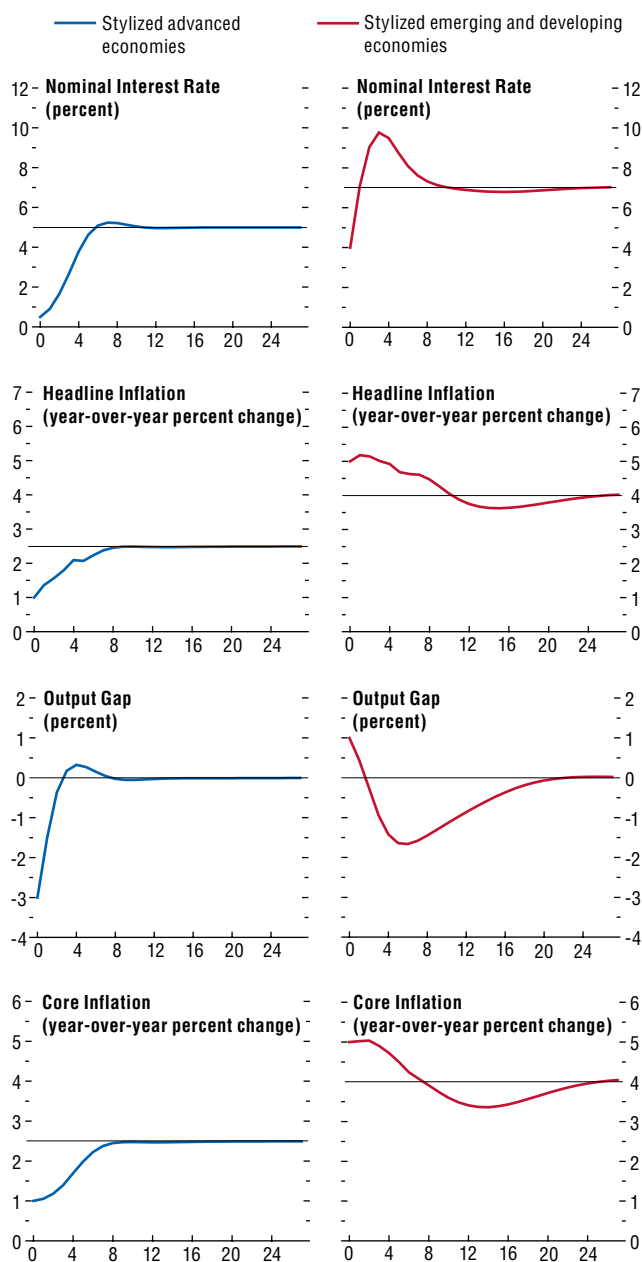 Stylized advanced
economies
Stylized emerging and developing
economies
Nominal Interest Rate
(percent)
12
10
8
6
4
2
0
0 4 8 12 16 20 24
Nominal Interest Rate
(percent)
12
10
8
6
4
2
0
0 4 8 12 16 20 24
Headline Inflation
(year-over-year percent change)
7
6
5
4
3
2
1
0
0 4 8 12 16 20 24
Headline Inflation
(year-over-year percent change)
7
6
5
4
3
2
1
0
0 4 8 12 16 20 24
Output Gap
(percent)
2
1
0
-1
-2
-3
-4
0 4 8 12 16 20 24
Output Gap
(percent)
2
1
0
-1
-2
-3
-4
0 4 8 12 16 20 24
Core Inflation
(year-over-year percent change)
6
5
4
3
2
1
0
0 4 8 12 16 20 24
Core Inflation
(year-over-year percent change)
6
5
4
3
2
1
0
0 4 8 12 16 20 24